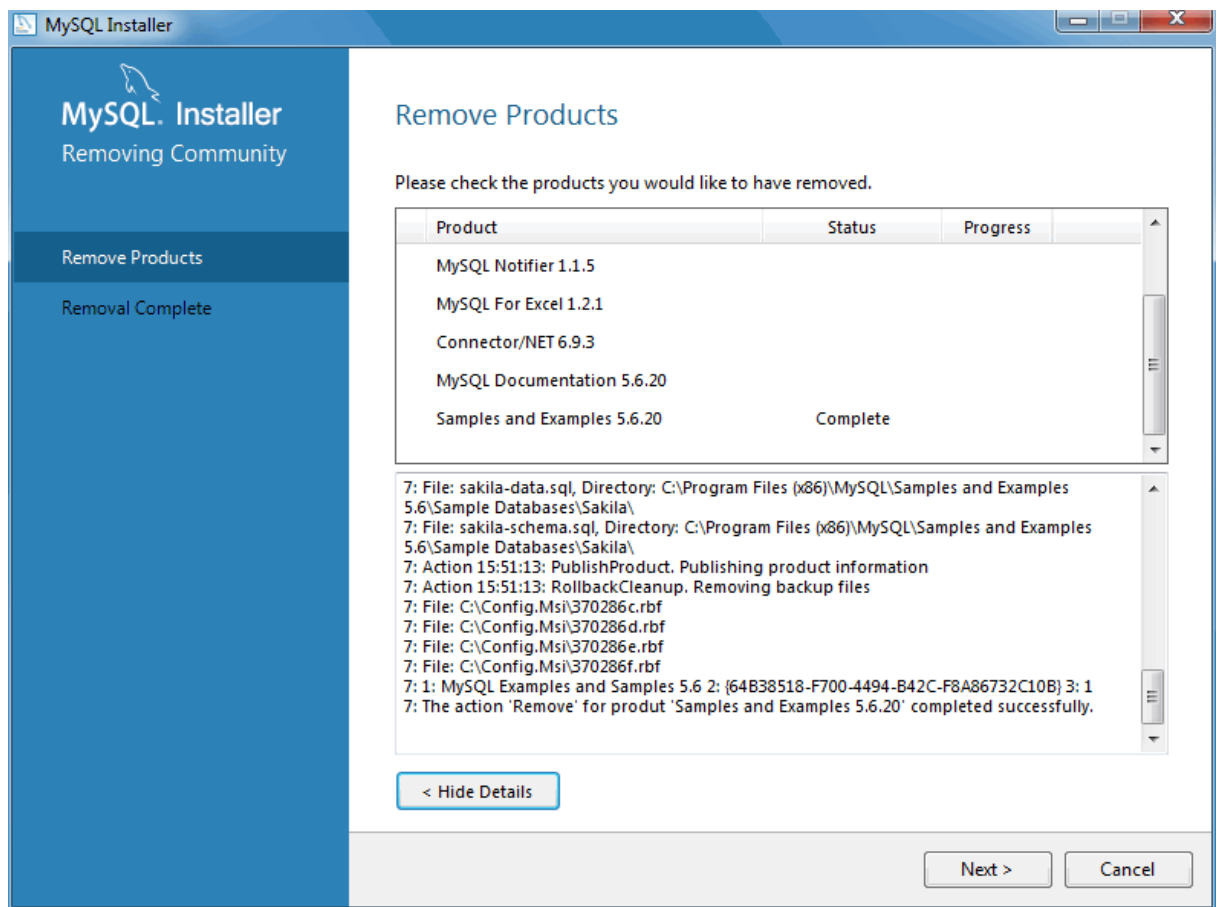 MySQL Installer
MySQL. Installer
Removing Community
Remove Products
Removal Complete
Remove Products
Please check the products you would like to have removed.
Product Status Progress
MySQL Notifier 1.1.5
MySQL For Excel 1.2.1
Connector/NET 6.9.3
MySQL Documentation 5.6.20
Samples and Examples 5.6.20 Complete
7: File: sakila-data.sql, Directory: C:\Program Files (x86)\MySQL\Samples and Examples
5.6\Sample Databases\Sakila\
7: File: sakila-schema.sql, Directory: C:\Program Files (x86)\MySQL\Samples and Examples
5.6\Sample Databases\Sakila\
7: Action 15:51:13: PublishProduct. Publishing product information
7: Action 15:51:13: RollbackCleanup. Removing backup files
7: File: C:\Config.Msi\370286c.rbf
7: File: C:\Config.Msi\370286d.rbf
7: File: C:\Config.Msi\370286e.rbf
7: File: C:\Config.Msi\370286f.rbf
7: 1: MySQL Examples and Samples 5.6 2: {64B38518-F700-4494-B42C-F8A86732C10B} 3: 1
7: The action 'Remove' for produt 'Samples and Examples 5.6.20' completed successfully.
< Hide Details
Next >
Cancel